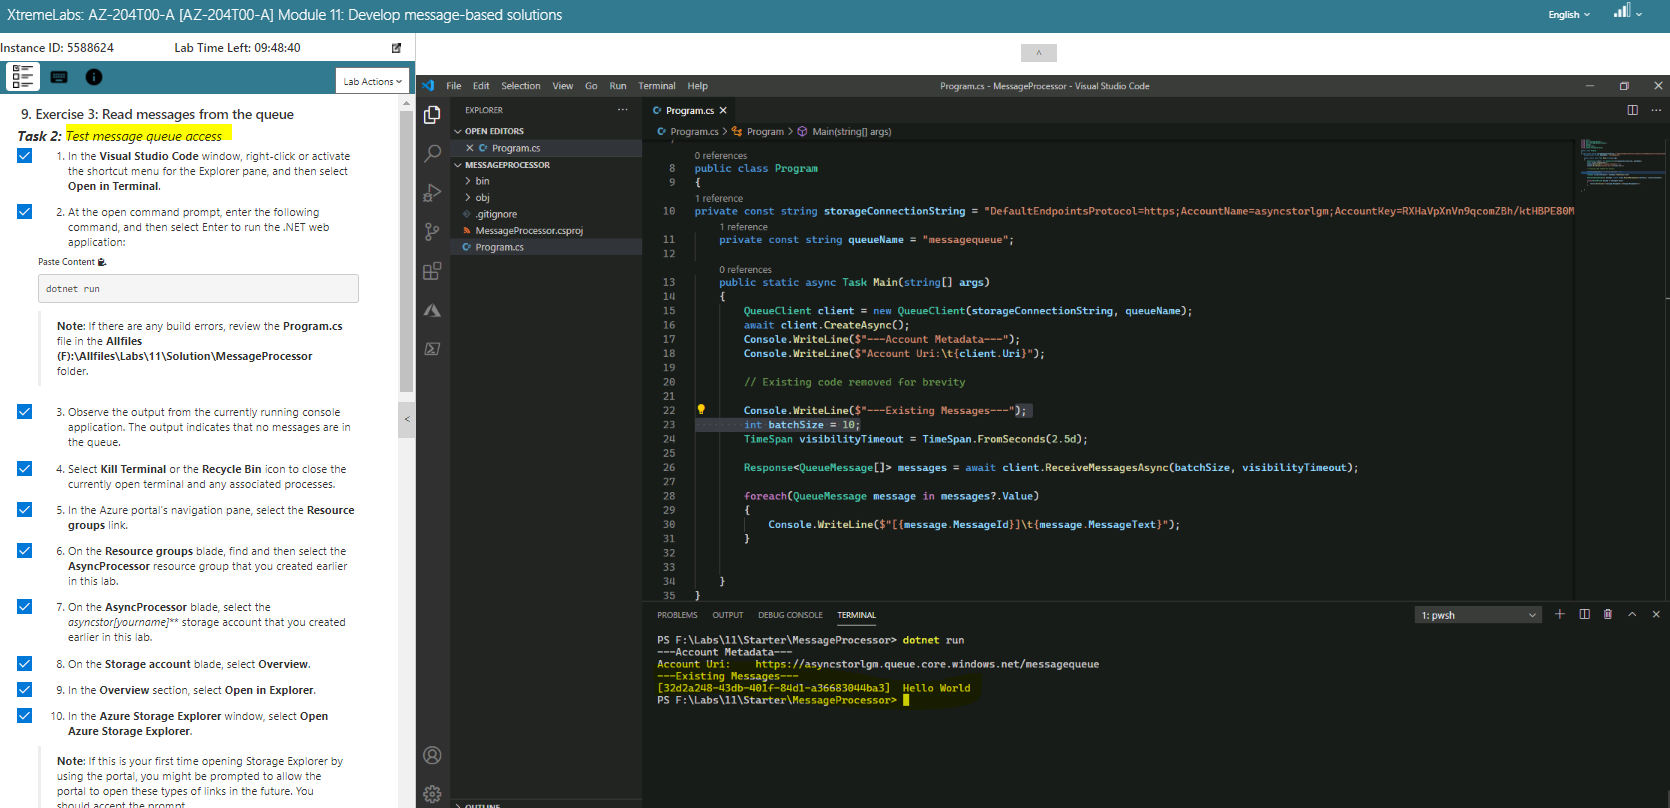 XtremeLabs: AZ-204T00-A [AZ-204T00-A] Module 11: Develop message-based solutions
English
Instance ID: 5588624
Lab Time Left: 09:48:40
Lab Actions
9. Exercise 3: Read messages from the queue
Task 2: Test message queue access
1. In the Visual Studio Code window, right-click or activate
the shortcut menu for the Explorer pane, and then select
Open in Terminal.
2. At the open command prompt, enter the following
command, and then select Enter to run the .NET web
application:
Paste Content
dotnet run
Note: If there are any build errors, review the Program.cs
file in the Allfiles
(F):\Allfiles\Labs\11\Solution\MessageProcessor
folder.
3. Observe the output from the currently running console
application. The output indicates that no messages are in
the queue.
4. Select Kill Terminal or the Recycle Bin icon to close the
currently open terminal and any associated processes.
5. In the Azure portal's navigation pane, select the Resource
groups link.
6. On the Resource groups blade, find and then select the
AsyncProcessor resource group that you created earlier
in this lab.
7. On the AsyncProcessor blade, select the
asyncstor[yourname]** storage account that you created
earlier in this lab.
8. On the Storage account blade, select Overview.
9. In the Overview section, select Open in Explorer.
10. In the Azure Storage Explorer window, select Open
Azure Storage Explorer.
Note: If this is your first time opening Storage Explorer by
using the portal, you might be prompted to allow the
portal to open these types of links in the future. You
should accept the prompt.
File Edit Selection View Go Run Terminal Help
Program.cs - MessageProcessor - Visual Studio Code
EXPLORER
OPEN EDITORS
Program.cs
MESSAGEPROCESSOR
bin
obj
.gitignore
MessageProcessor.csproj
Program.cs
OUTLINE
Program.cs
Program.cs > Program > Main(string[] args)
0 references
8 public class Program
9 {
1 reference
10 private const string storageConnectionString = "DefaultEndpointsProtocol=https;AccountName=asyncstorlgm;AccountKey=RXHaVpXnVn9qcomZBh/ktHBPE80M
1 reference
11 private const string queueName = "messagequeue";
12
0 references
13 public static async Task Main(string[] args)
14 {
15 QueueClient client = new QueueClient(storageConnectionString, queueName);
16 await client.CreateAsync();
17 Console.WriteLine($"---Account Metadata---");
18 Console.WriteLine($"Account Uri:\t{client.Uri}");
19
20 // Existing code removed for brevity
21
22 Console.WriteLine($"---Existing Messages---");
23 int batchSize = 10;
24 TimeSpan visibilityTimeout = TimeSpan.FromSeconds(2.5d);
25
26 Response<QueueMessage[]> messages = await client.ReceiveMessagesAsync(batchSize, visibilityTimeout);
27
28 foreach(QueueMessage message in messages?.Value)
29 {
30 Console.WriteLine($"[{message.MessageId}]\t{message.MessageText}");
31 }
32
33
34 }
35 }
PROBLEMS OUTPUT DEBUG CONSOLE TERMINAL
1: pwsh
PS F:\Labs\11\Starter\MessageProcessor> dotnet run
---Account Metadata---
Account Uri: https://asyncstorlgm.queue.core.windows.net/messagequeue
---Existing Messages---
[32d2a248-43db-401f-84d1-a36683044ba3] Hello World
PS F:\Labs\11\Starter\MessageProcessor>